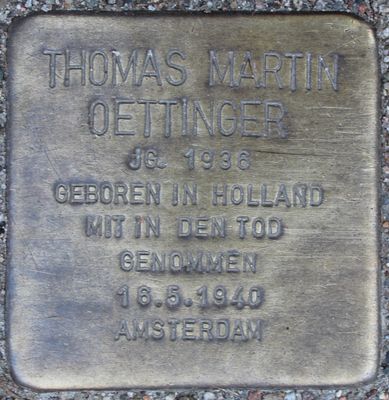 THOMAS MARTIN
OETTINGER
JG. 1936
GEBOREN IN HOLLAND
MIT IN DEN TOD
GENOMMEN
16.5.1940
AMSTERDAM